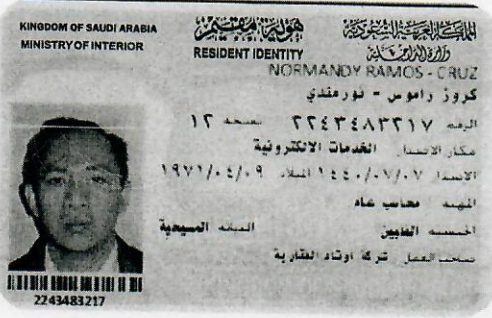 KINGDOM OF SAUDI ARABIA
MINISTRY OF INTERIOR
هوية مقيم
RESIDENT IDENTITY
المملكة العربية السعودية
وزارة الداخلية
NORMANDY RAMOS - CRUZ
كروز راموس - نورمندي
الرقم ٢٢٤٣٤٨٣٢١٧ نسخة ١٢
مكان الاصدار الخدمات الالكترونية
الاصدار ١٤٤٠/٠٧/٠٧ الميلاد ١٩٧١/٠٤/٠٩
المهنة محاسب عام
الجنسية الفلبين الديانة المسيحية
صاحب العمل شركة اوتاد العقارية
2243483217